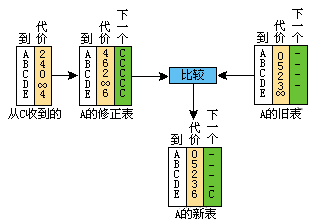 到 代价
A 2
B 4
C 0
D ∞
E 4
从C收到的
到 代价 下一个
A 4 C
B 6 C
C 2 C
D ∞ C
E 6 C
A的修正表
比较
到 代价 下一个
A 0 -
B 5 -
C 2 -
D 3 -
E ∞ -
A的旧表
到 代价 下一个
A 0 -
B 5 -
C 2 -
D 3 -
E 6 C
A的新表